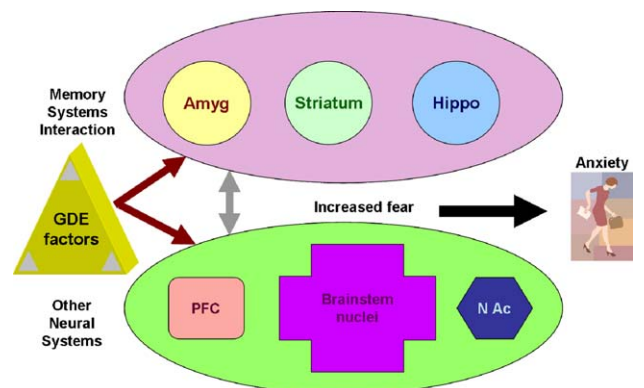 Memory
Systems
Interaction
Amyg
Striatum
Hippo
GDE
factors
Increased fear
Anxiety
Other
Neural
Systems
PFC
Brainstem
nuclei
N Ac